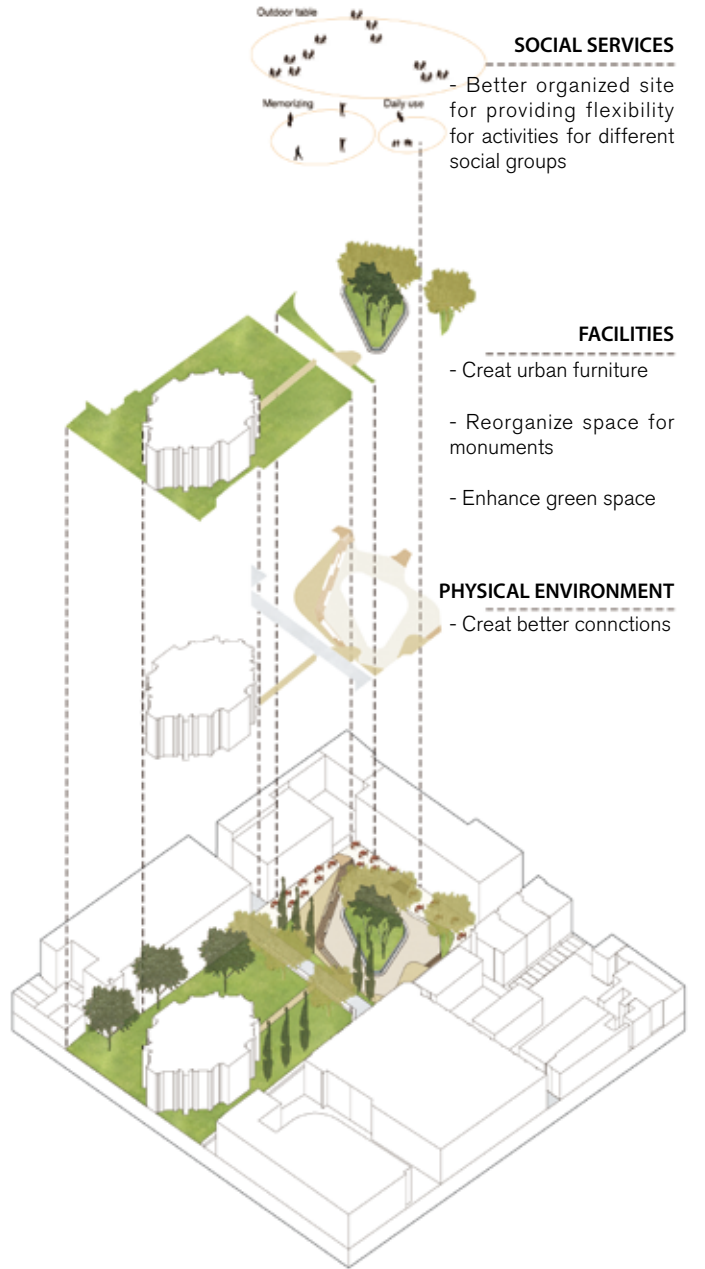 Outdoor table
Memorizing
Daily use
SOCIAL SERVICES
- Better organized site
for providing flexibility
for activities for different
social groups
FACILITIES
- Creat urban furniture
- Reorganize space for
monuments
- Enhance green space
PHYSICAL ENVIRONMENT
- Creat better connctions